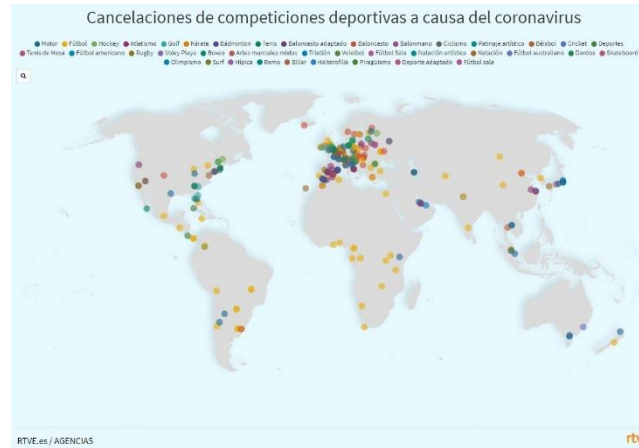 Cancelaciones de competiciones deportivas a causa del coronavirus
Motor Fútbol Hockey Atletismo Golf Kárate Bádminton Tenis Baloncesto adaptado Baloncesto Balonmano Ciclismo Patinaje artístico Béisbol Cricket Deportes
Tenis de Mesa Fútbol americano Rugby Voley Playa Boxeo Artes marciales mixtas Triatlón Voleibol Fútbol Sala Natación artística Natación Fútbol australiano Dardos Skateboard
Olimpismo Surf Hípica Remo Billar Halterofilia Piragüismo Deporte adaptado Fútbol sala
RTVE.es / AGENCIAS
rtv